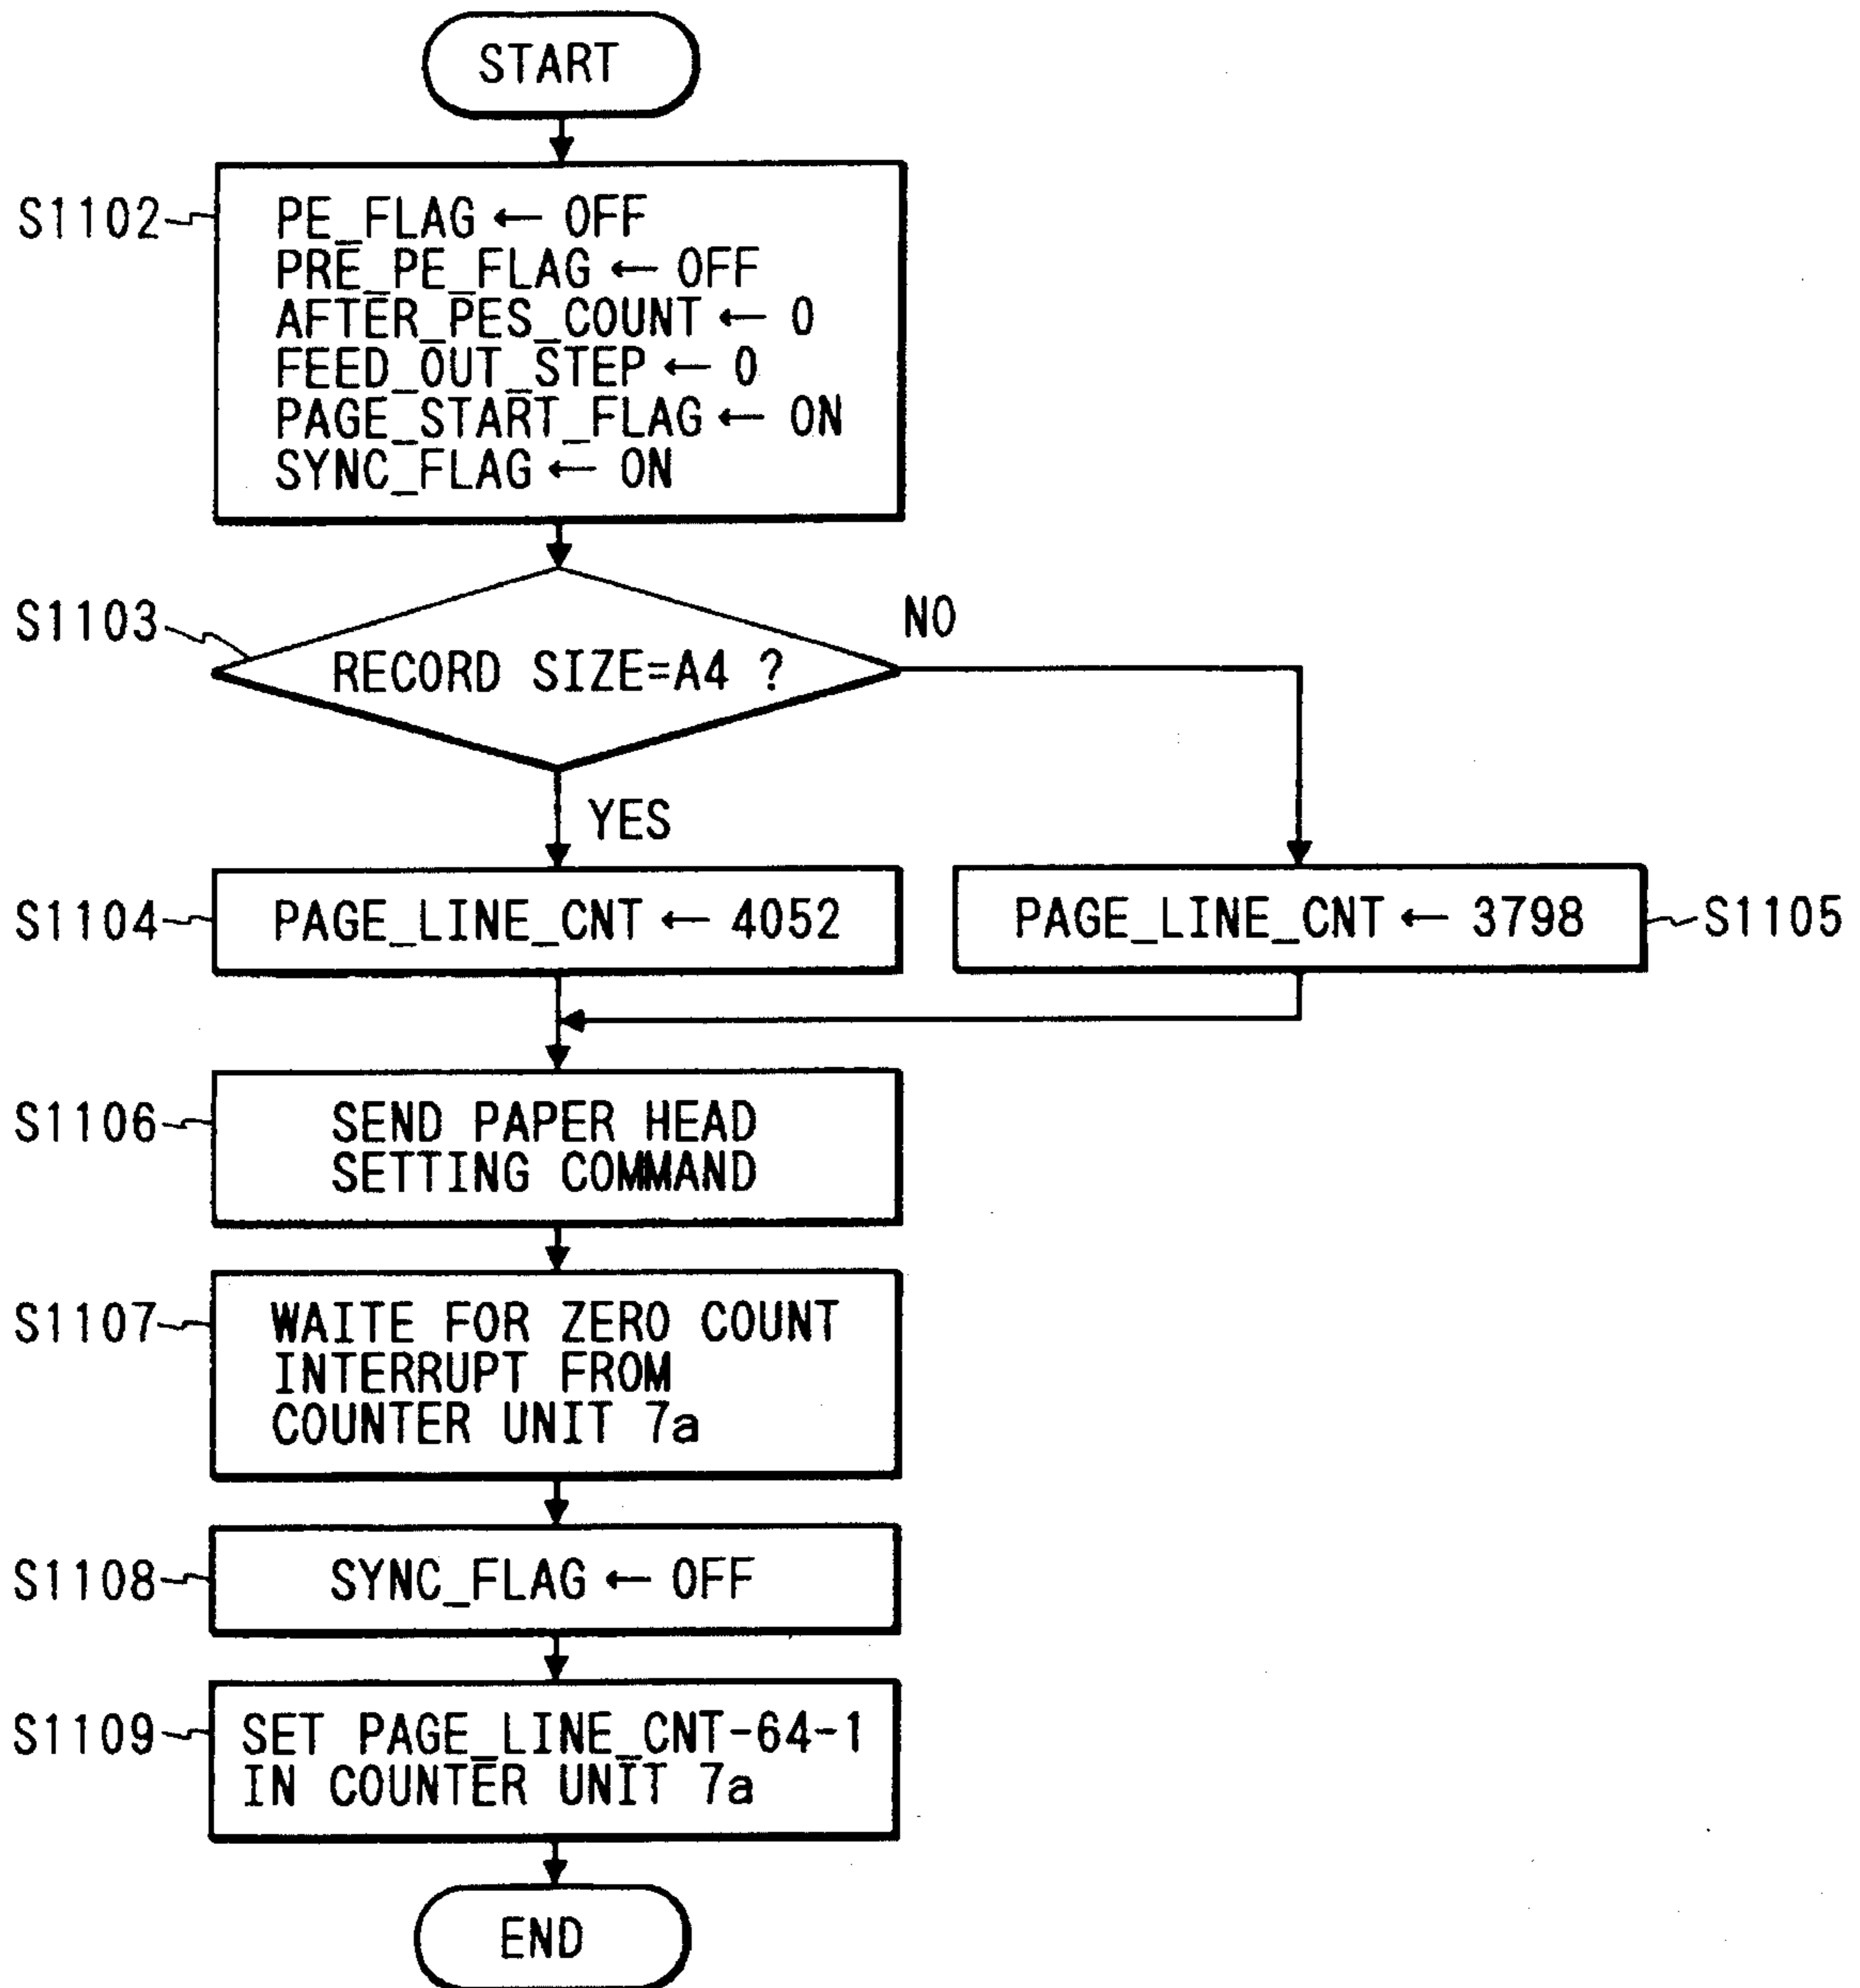 START
S1102
PE_FLAG ← OFF
PRE_PE_FLAG ← OFF
AFTER_PES_COUNT ← 0
FEED_OUT_STEP ← 0
PAGE_START_FLAG ← ON
SYNC_FLAG ← ON
S1103
RECORD SIZE=A4 ?
NO
YES
S1104
PAGE_LINE_CNT ← 4052
PAGE_LINE_CNT ← 3798
S1105
S1106
SEND PAPER HEAD
SETTING COMMAND
S1107
WAITE FOR ZERO COUNT
INTERRUPT FROM
COUNTER UNIT 7a
S1108
SYNC_FLAG ← OFF
S1109
SET PAGE_LINE_CNT-64-1
IN COUNTER UNIT 7a
END